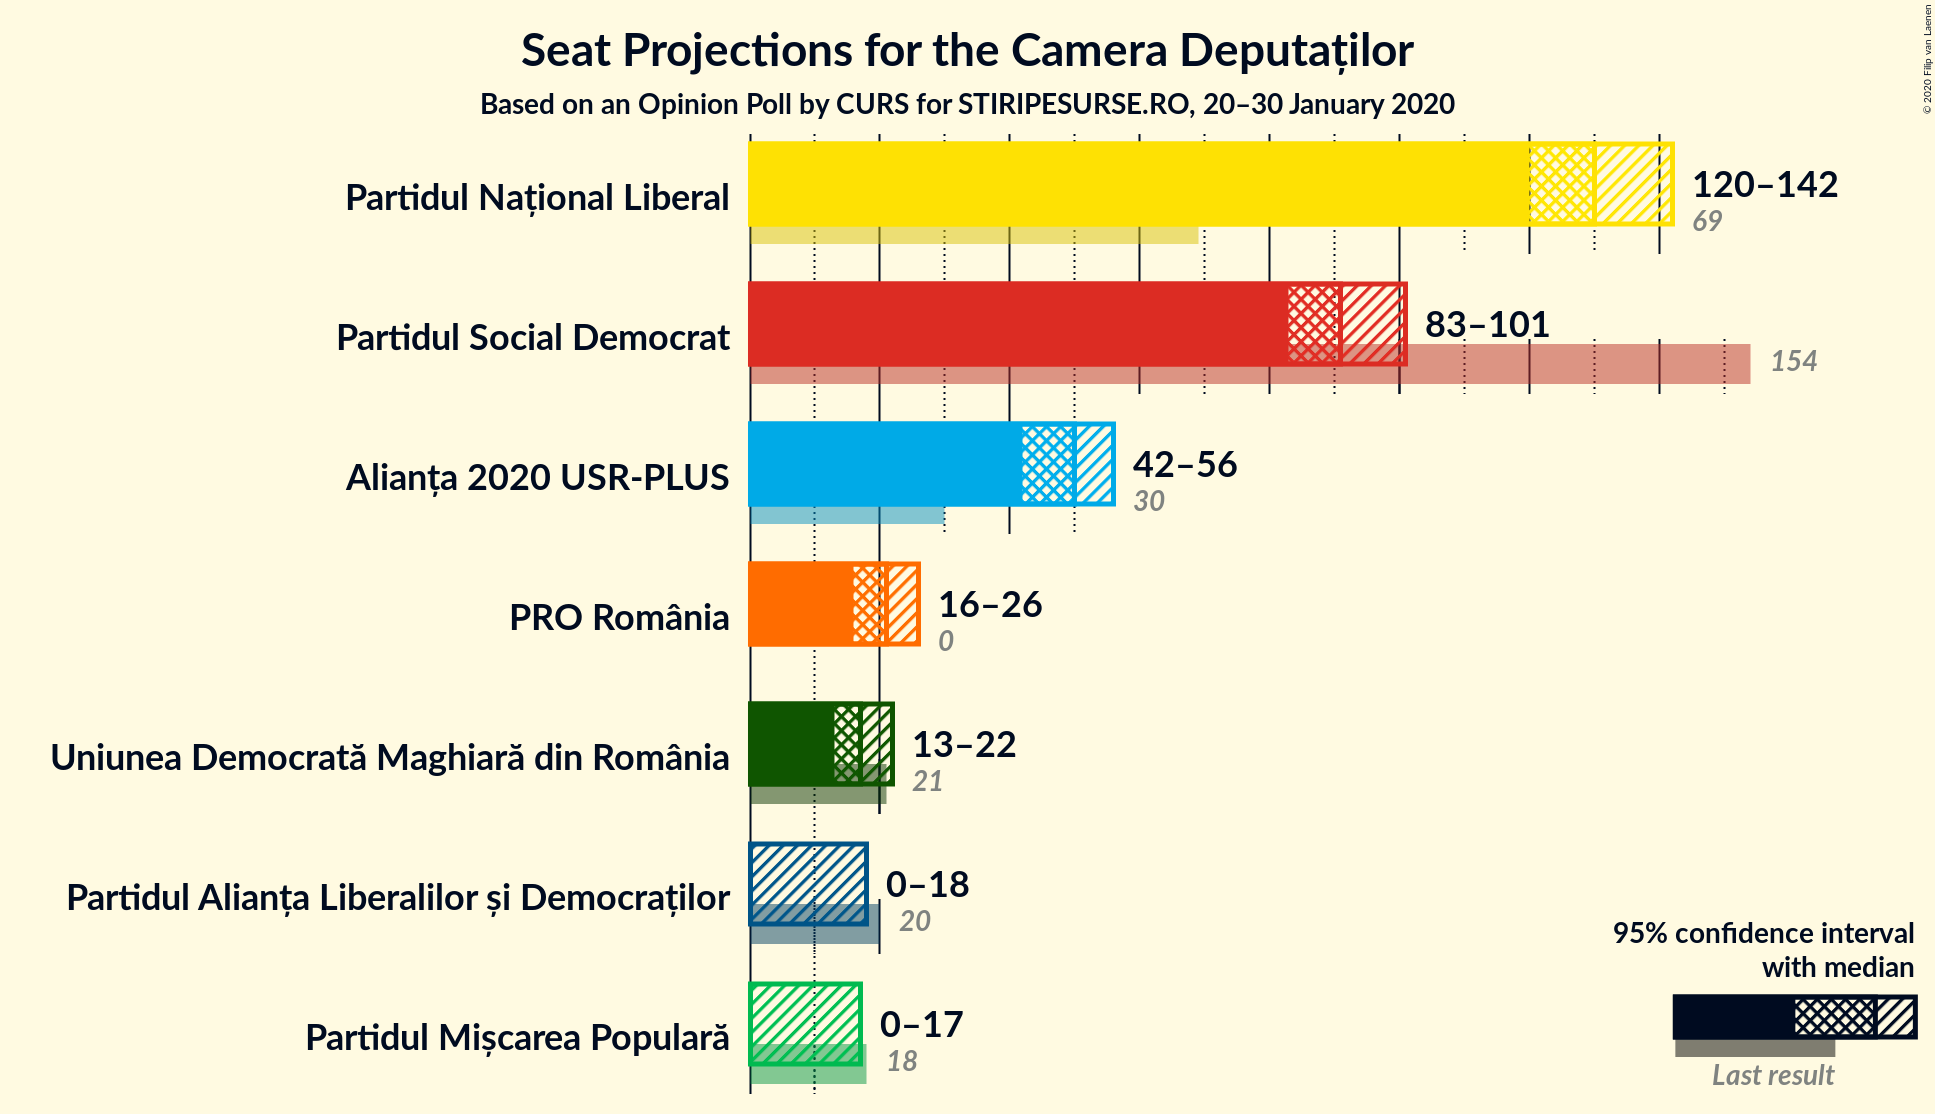 Seat Projections for the Camera Deputaților
Based on an Opinion Poll by CURS for STIRIPESURSE.RO, 20–30 January 2020
© 2020 Filip van Laenen
Partidul Național Liberal
120–142
69
Partidul Social Democrat
83–101
154
Alianța 2020 USR-PLUS
42–56
30
PRO România
16–26
0
Uniunea Democrată Maghiară din România
13–22
21
Partidul Alianța Liberalilor și Democraților
0–18
20
Partidul Mișcarea Populară
0–17
18
95% confidence interval
with median
Last result